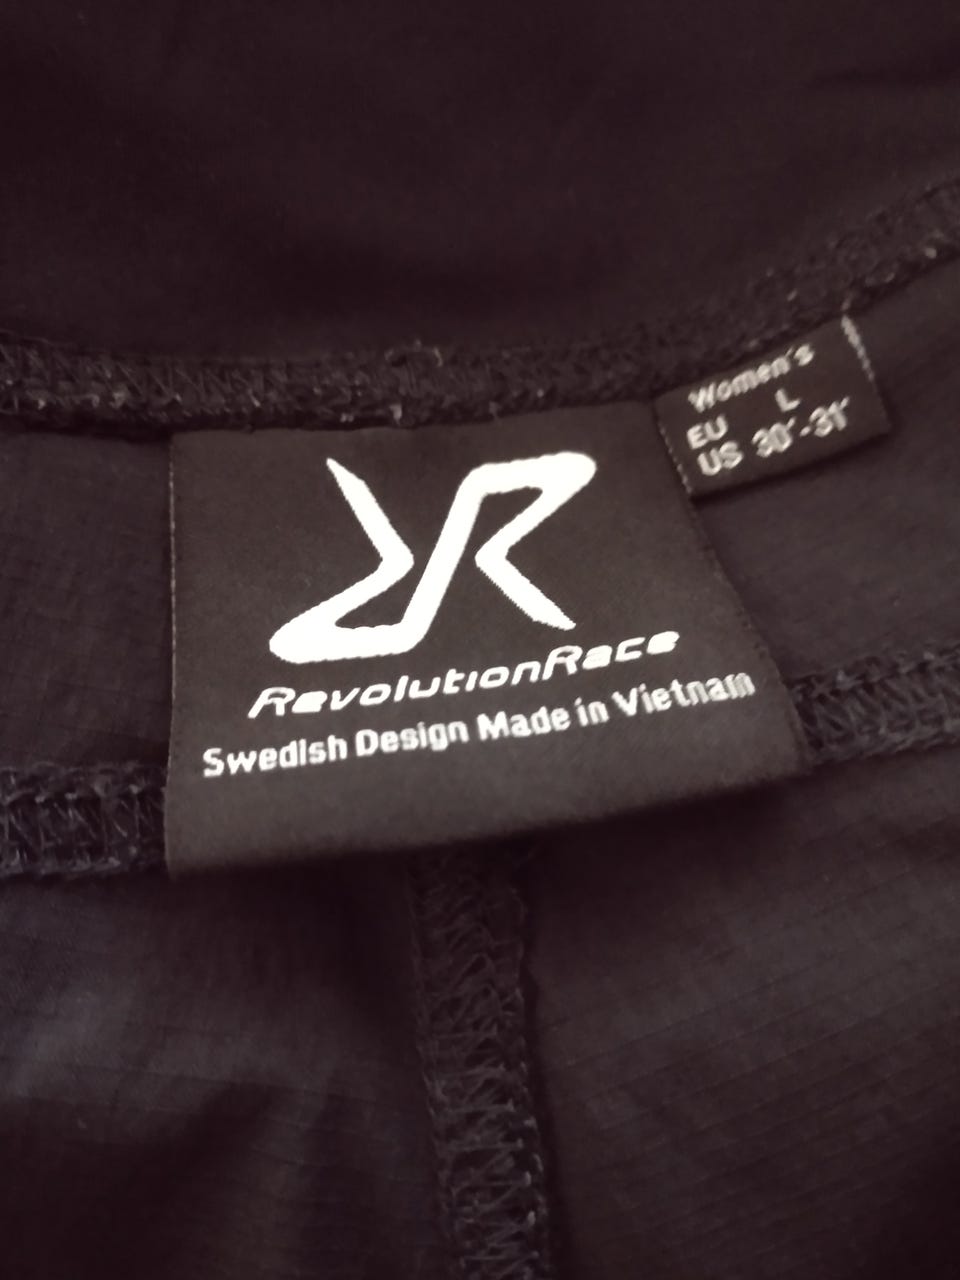 RevolutionRace
Swedish Design Made in Vietnam
Women's
EU L
US 30"-31"